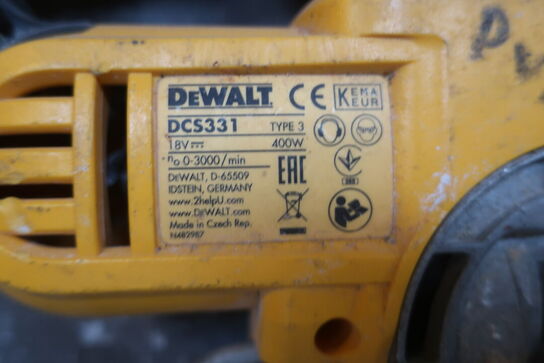 DEWALT CE KEMA KEUR
DCS331 TYPE 3
18V 400W
n₀ 0-3000/min
DEWALT, D-65509 EAC
IDSTEIN, GERMANY
www.2helpU.com
www.DEWALT.com
Made in Czech Rep.
N482987